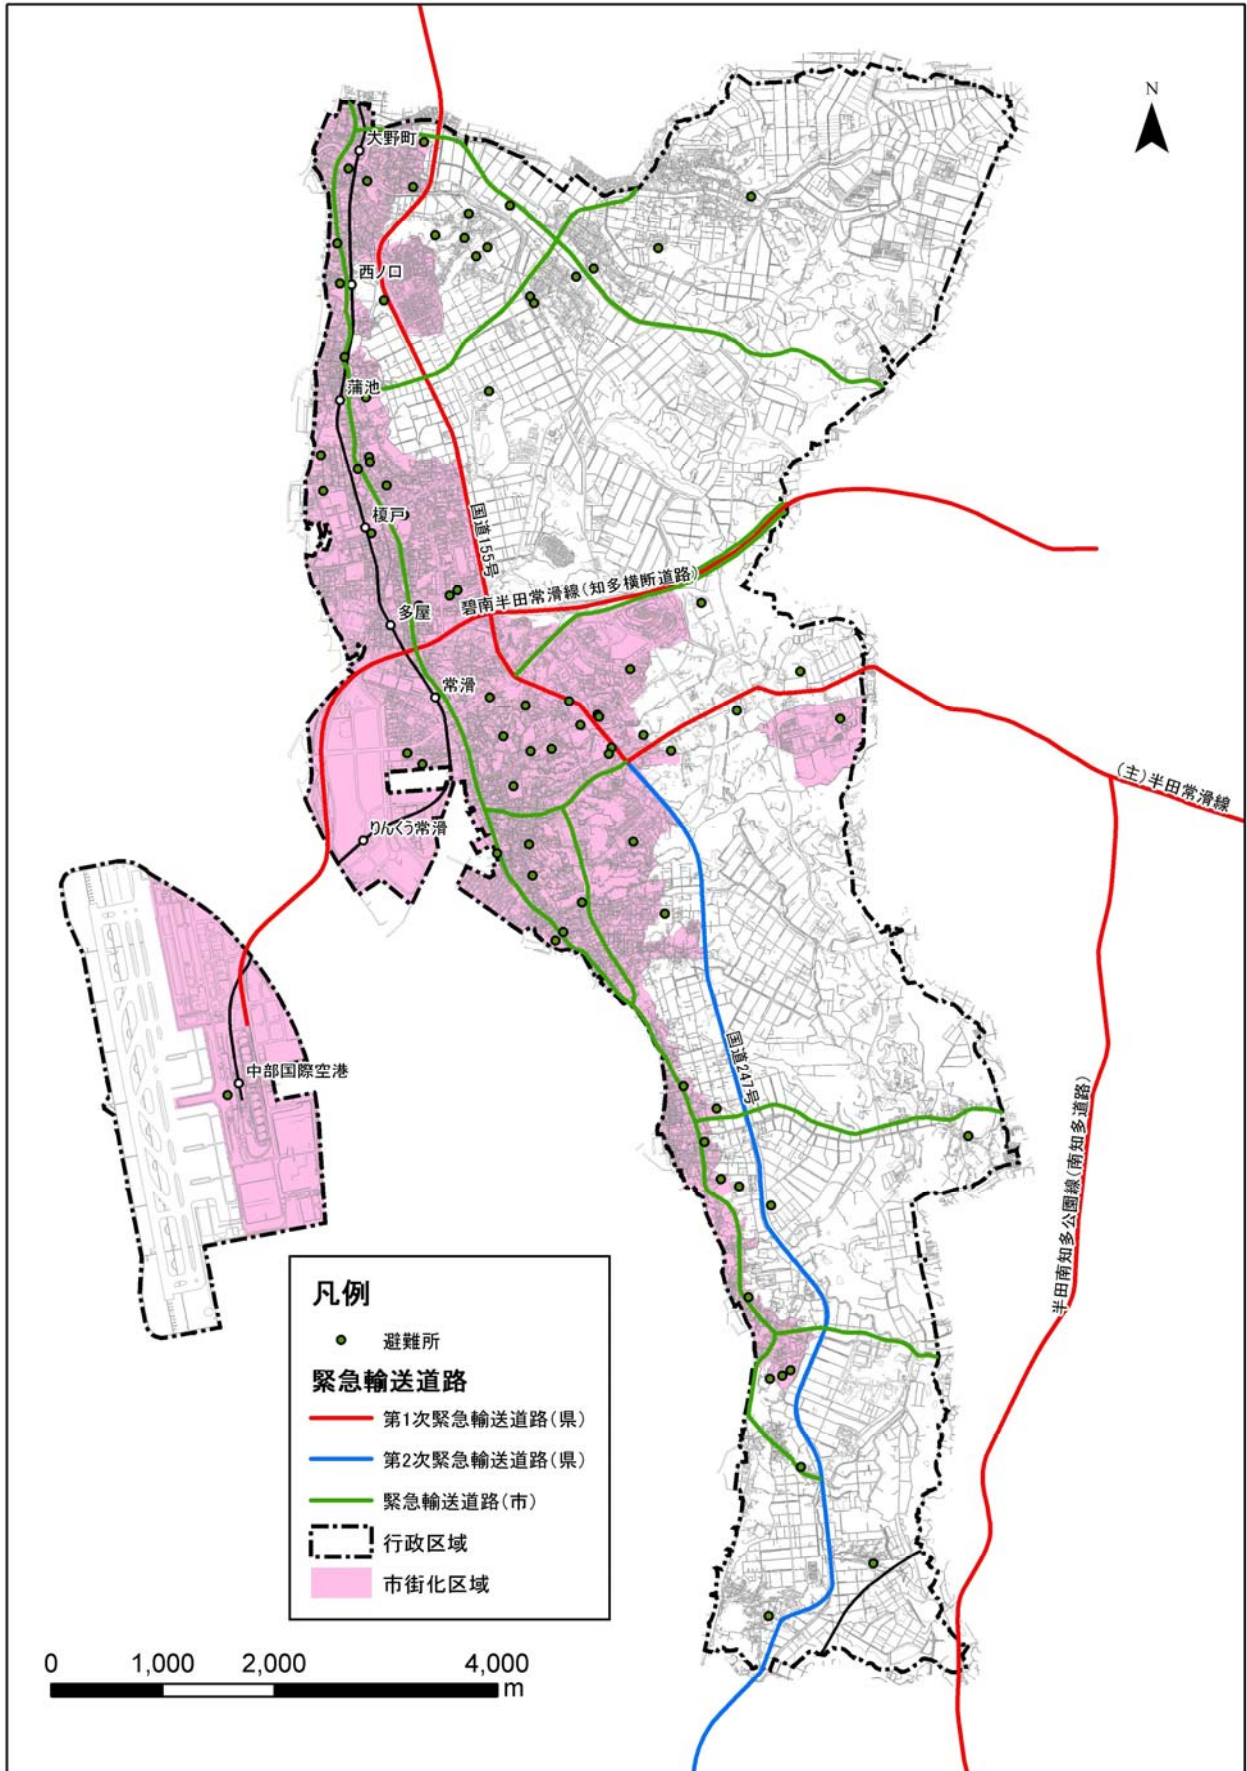 N
大野町
西ノ口
蒲池
榎戸
国道155号
碧南半田常滑線(知多横断道路)
多屋
常滑
(主)半田常滑線
りんくう常滑
国道247号
中部国際空港
半田南知多公園線(南知多道路)
凡例
避難所
緊急輸送道路
第1次緊急輸送道路(県)
第2次緊急輸送道路(県)
緊急輸送道路(市)
行政区域
市街化区域
0 1,000 2,000 4,000
m